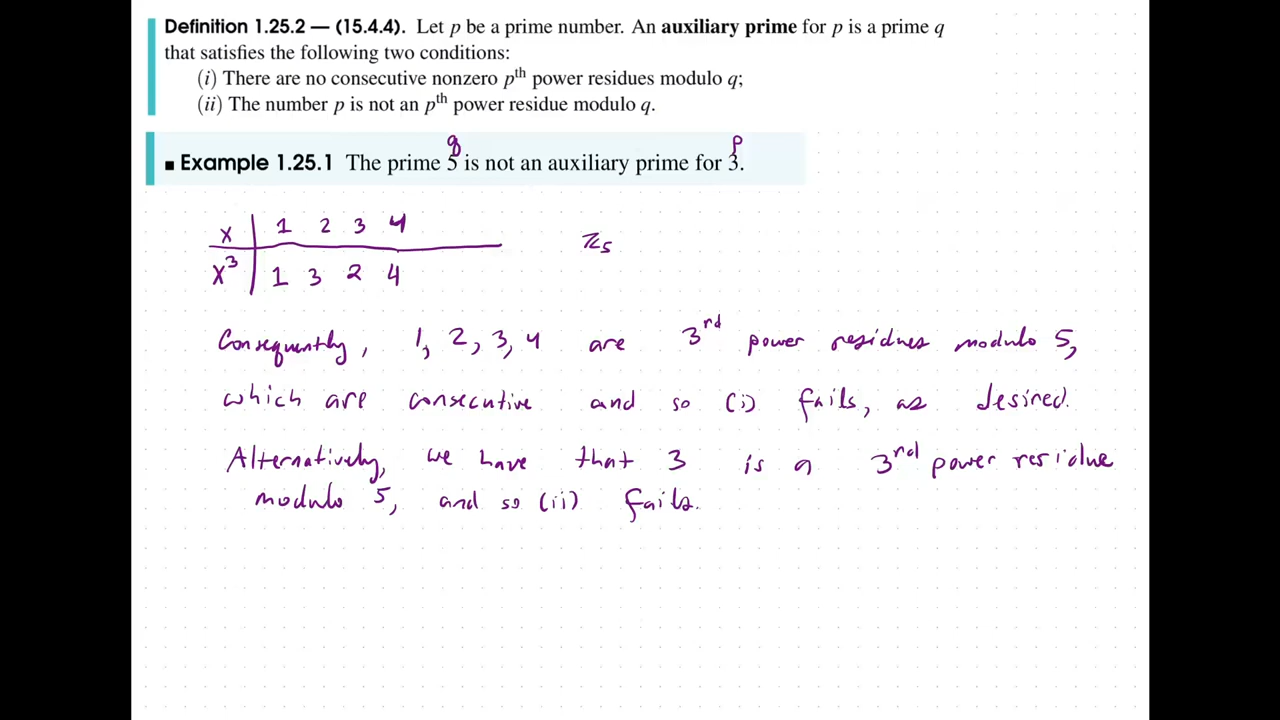 Definition 1.25.2 — (15.4.4). Let p be a prime number. An auxiliary prime for p is a prime q
that satisfies the following two conditions:
(i) There are no consecutive nonzero pᵗʰ power residues modulo q;
(ii) The number p is not an pᵗʰ power residue modulo q.
q p
■ Example 1.25.1 The prime 5 is not an auxiliary prime for 3.
x | 1 2 3 4 ℤ₅
x³ | 1 3 2 4
Consequently, 1, 2, 3, 4 are 3ʳᵈ power residues modulo 5,
which are consecutive and so (i) fails, as desired.
Alternatively, we have that 3 is a 3ʳᵈ power residue
modulo 5, and so (ii) fails.